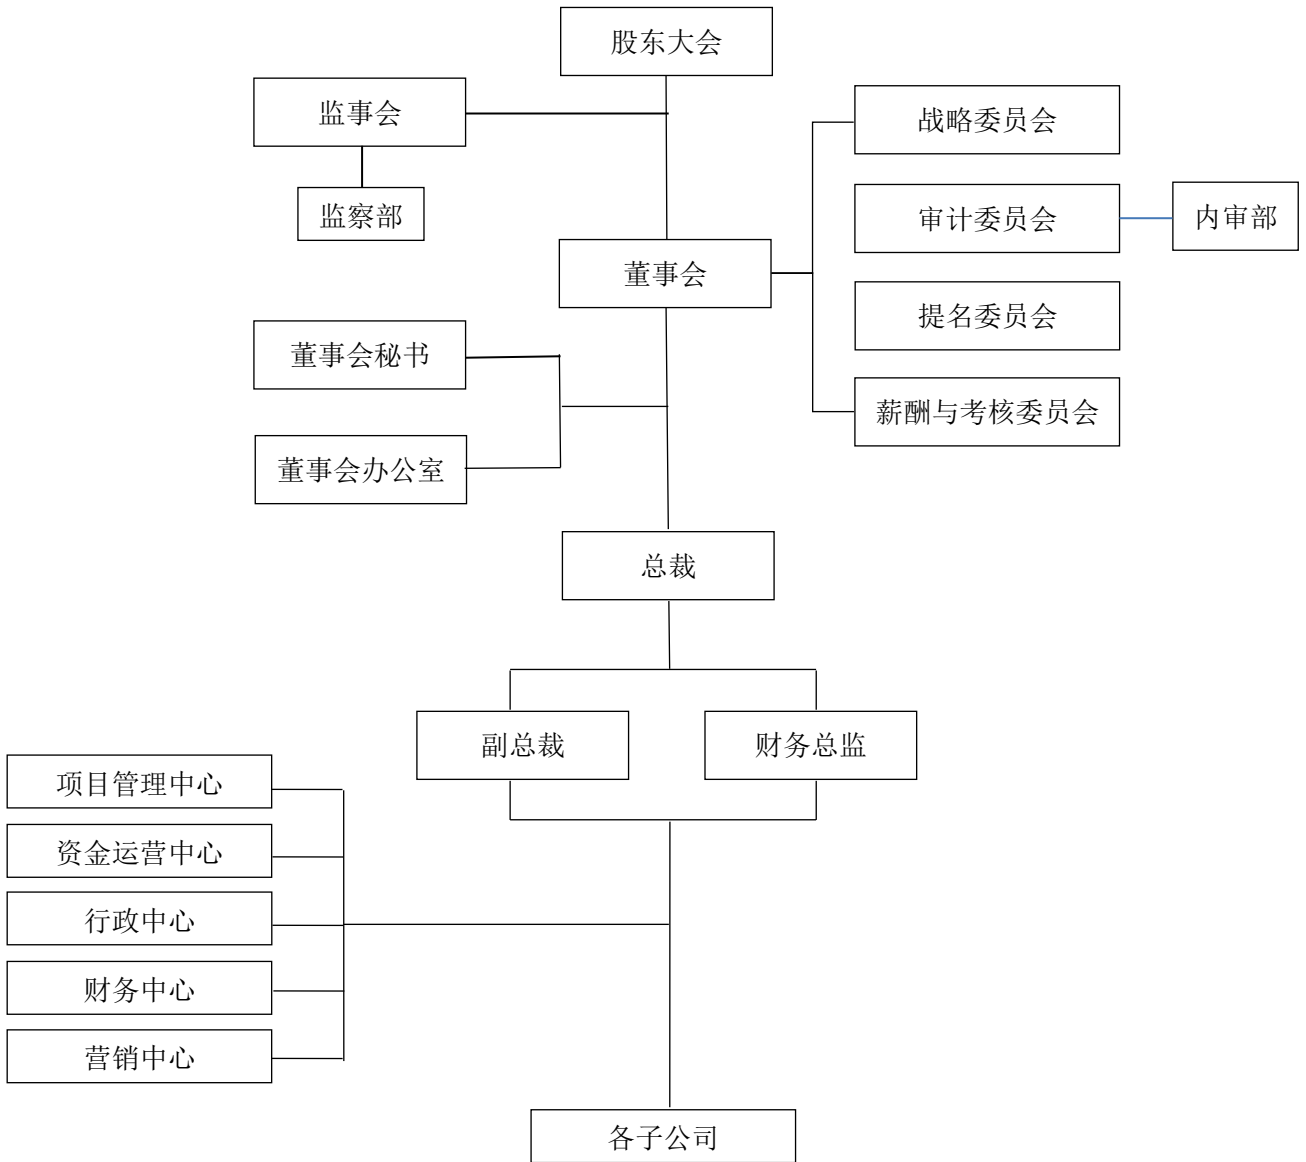 股东大会
监事会
战略委员会
监察部
审计委员会
内审部
董事会
提名委员会
董事会秘书
薪酬与考核委员会
董事会办公室
总裁
副总裁
财务总监
项目管理中心
资金运营中心
行政中心
财务中心
营销中心
各子公司